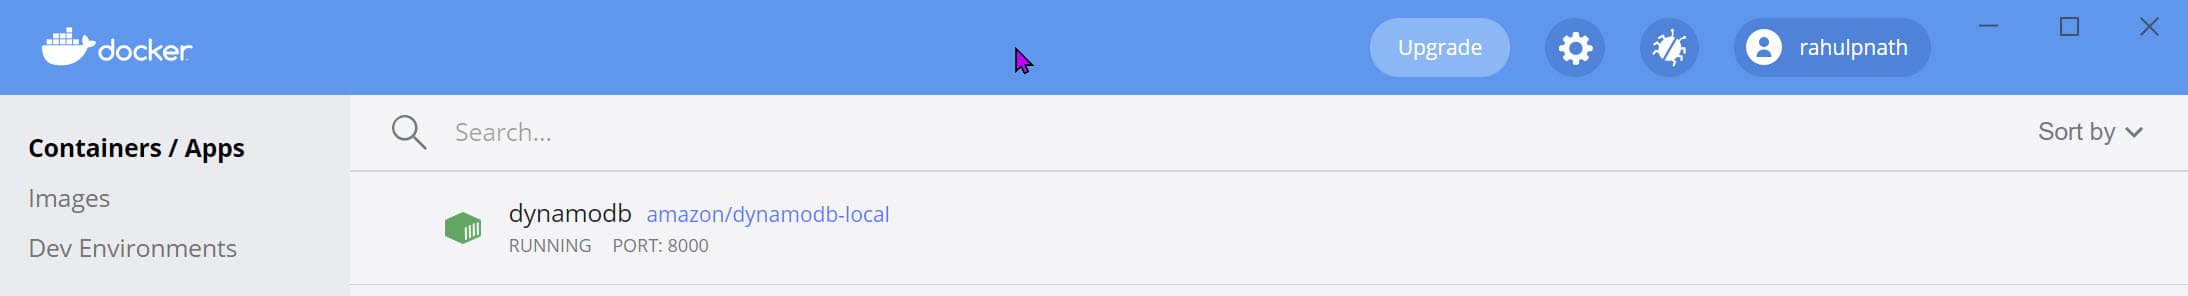 docker
Upgrade
rahulpnath
Containers / Apps
Images
Dev Environments
Search...
Sort by
dynamodb amazon/dynamodb-local
RUNNING PORT: 8000